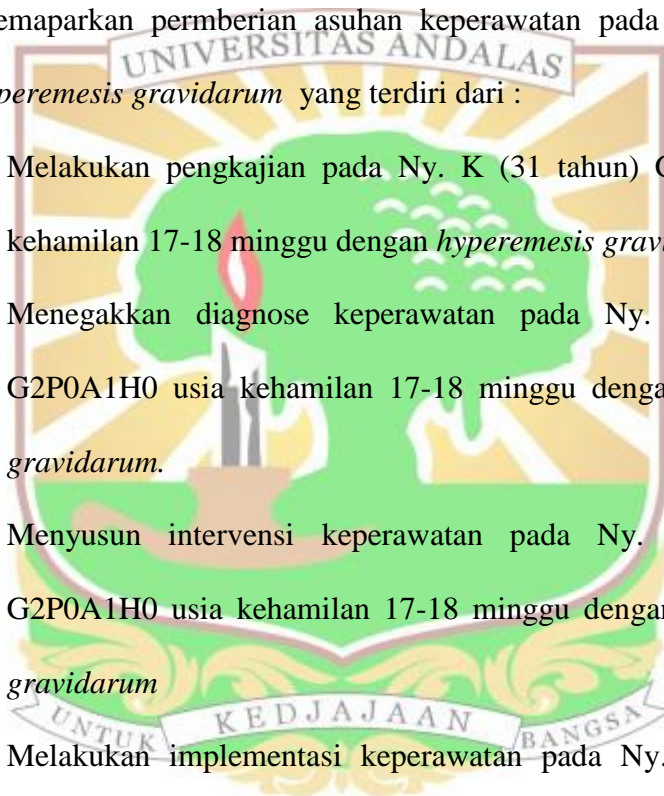 emaparkan permberian asuhan keperawatan pada
UNIVERSITAS ANDALAS
peremesis gravidarum yang terdiri dari :
Melakukan pengkajian pada Ny. K (31 tahun)
kehamilan 17-18 minggu dengan hyperemesis grav
Menegakkan diagnose keperawatan pada Ny.
G2P0A1H0 usia kehamilan 17-18 minggu denga
gravidarum.
Menyusun intervensi keperawatan pada Ny.
G2P0A1H0 usia kehamilan 17-18 minggu dengan
gravidarum
UNTUK KEDJAJAAN BANGSA
Melakukan implementasi keperawatan pada Ny.